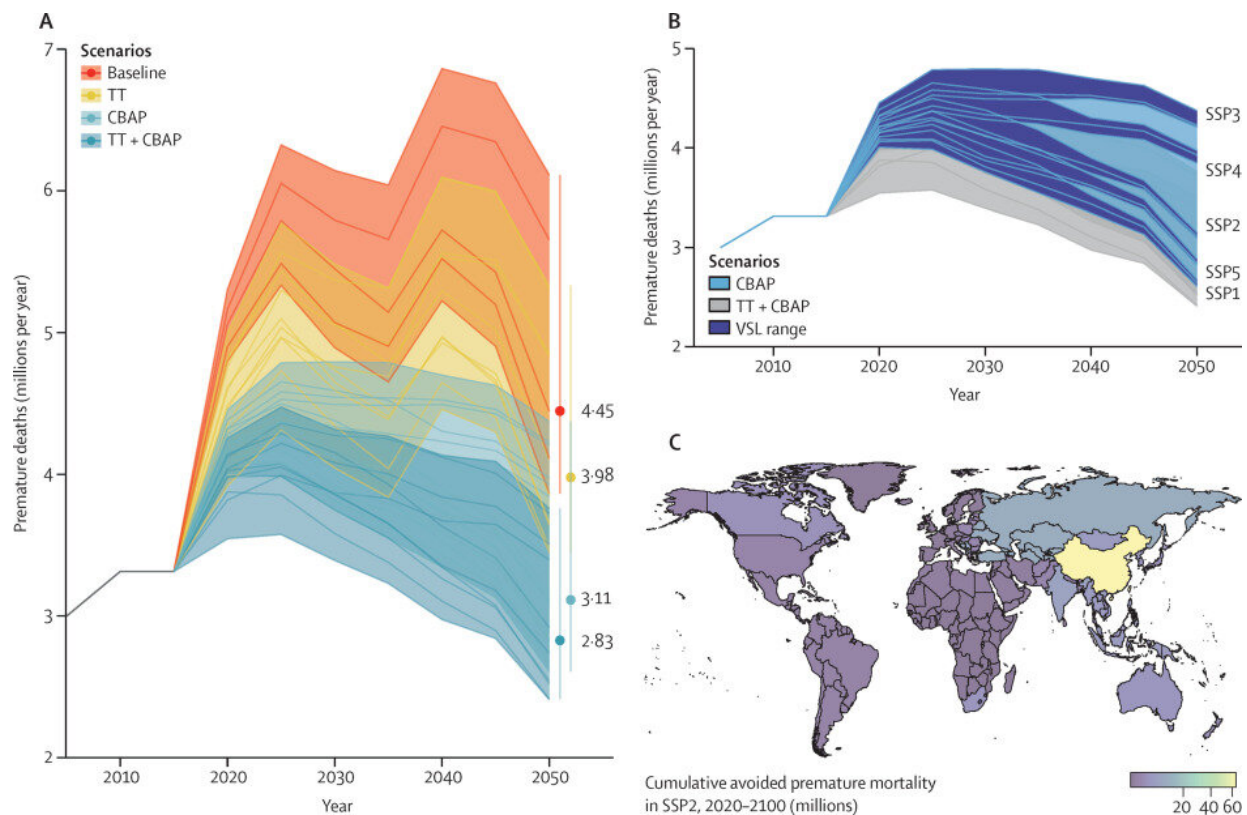 A
Premature deaths (millions per year)
7
6
5
4
3
2
Scenarios
Baseline
TT
CBAP
TT + CBAP
4·45
3·98
3·11
2·83
2010
2020
2030
2040
2050
Year
B
Premature deaths (millions per year)
5
4
3
2
SSP3
SSP4
SSP2
SSP5
SSP1
Scenarios
CBAP
TT + CBAP
VSL range
2010
2020
2030
2040
2050
Year
C
Cumulative avoided premature mortality
in SSP2, 2020–2100 (millions)
20 40 60